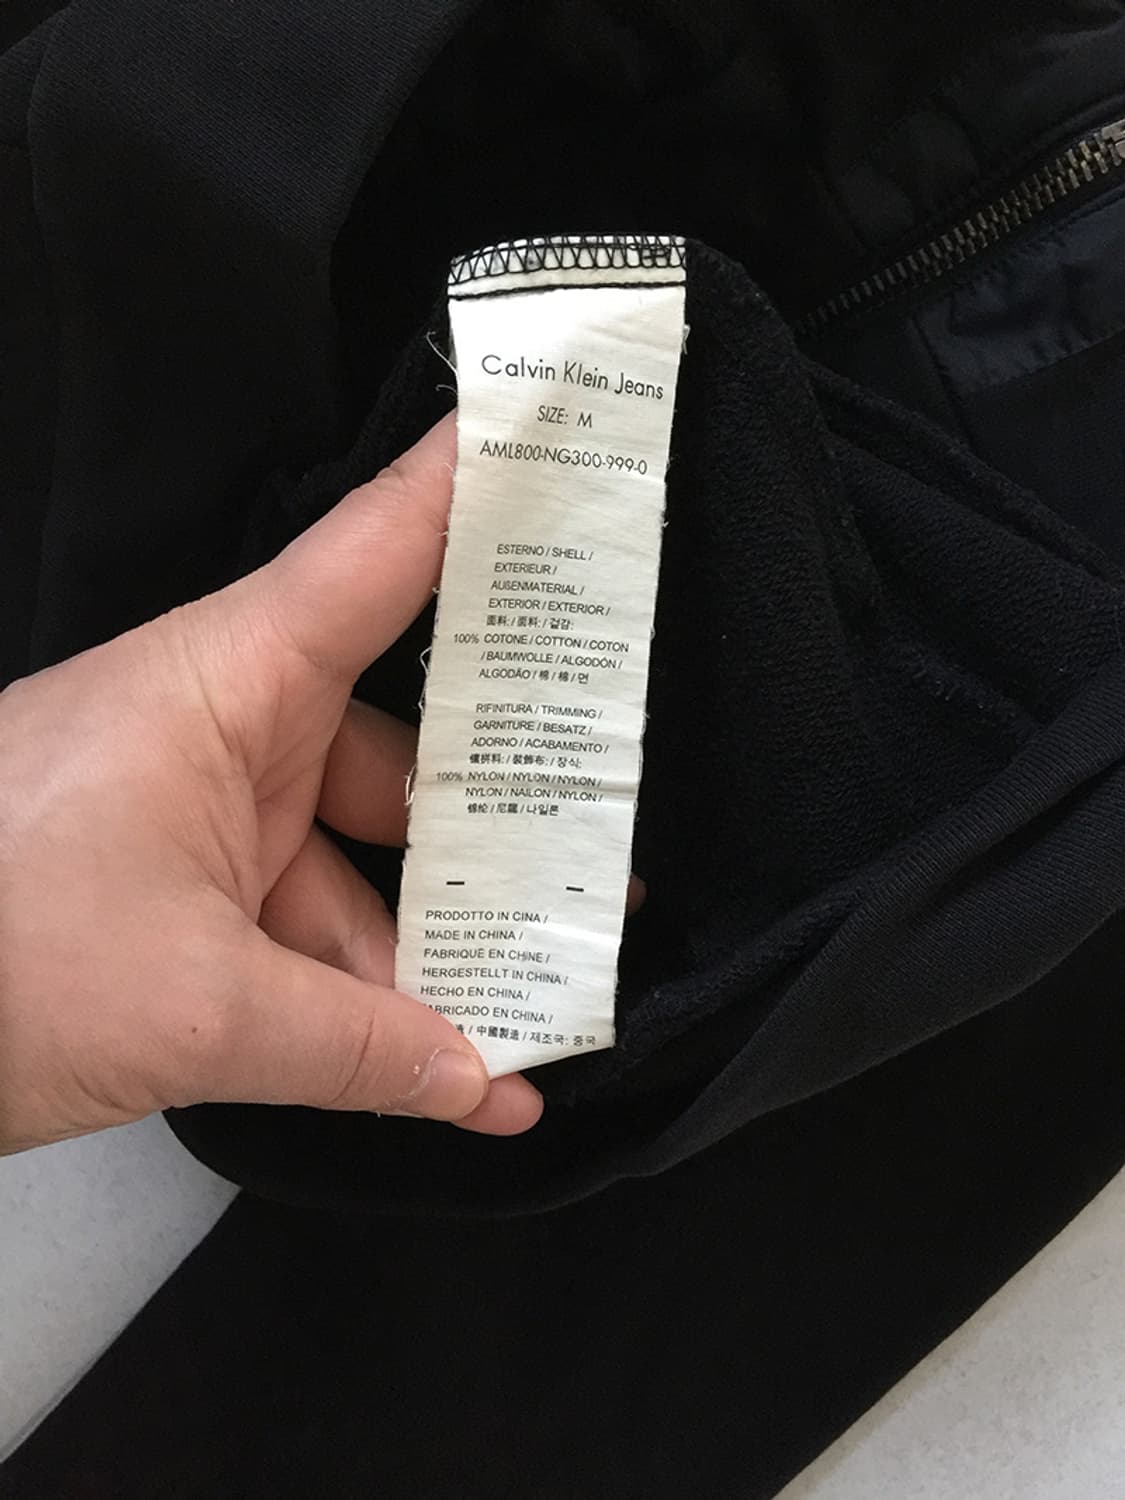 Calvin Klein Jeans
SIZE: M
AML800-NG300-999-0
ESTERNO / SHELL /
EXTERIEUR /
AUßENMATERIAL /
EXTERIOR / EXTERIOR /
面料: / 面料: / 겉감:
100% COTONE / COTTON / COTON
/ BAUMWOLLE / ALGODÓN /
ALGODÃO / 棉 / 棉 / 면
RIFINITURA / TRIMMING /
GARNITURE / BESATZ /
ADORNO / ACABAMENTO /
镶拼料: / 裝飾布: / 장식:
100% NYLON / NYLON / NYLON /
NYLON / NAILON / NYLON /
锦纶 / 尼龍 / 나일론
PRODOTTO IN CINA /
MADE IN CHINA /
FABRIQUÉ EN CHINE /
HERGESTELLT IN CHINA /
HECHO EN CHINA /
ABRICADO EN CHINA /
造 / 中國製造 / 제조국: 중국